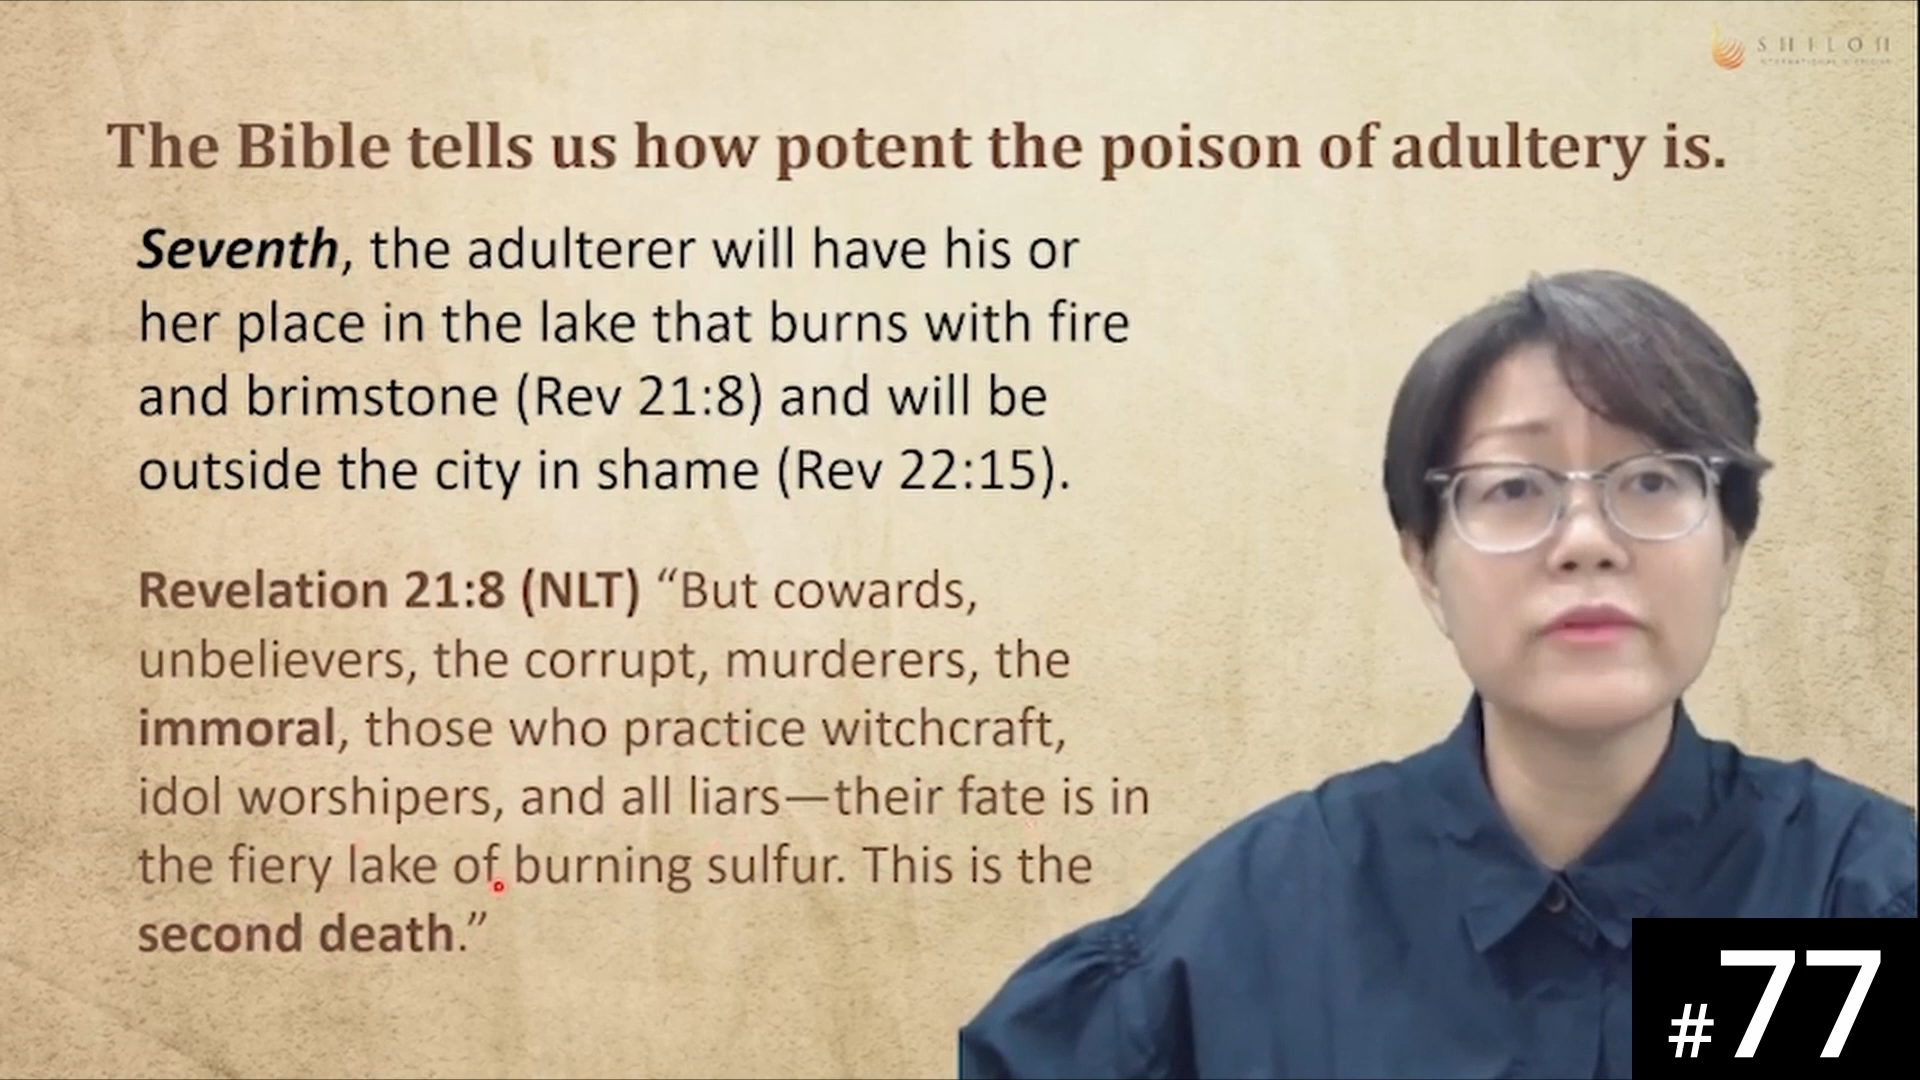 SHILOH
The Bible tells us how potent the poison of adultery is.
Seventh, the adulterer will have his or
her place in the lake that burns with fire
and brimstone (Rev 21:8) and will be
outside the city in shame (Rev 22:15).
Revelation 21:8 (NLT) “But cowards,
unbelievers, the corrupt, murderers, the
immoral, those who practice witchcraft,
idol worshipers, and all liars—their fate is in
the fiery lake of burning sulfur. This is the
second death.”
#77